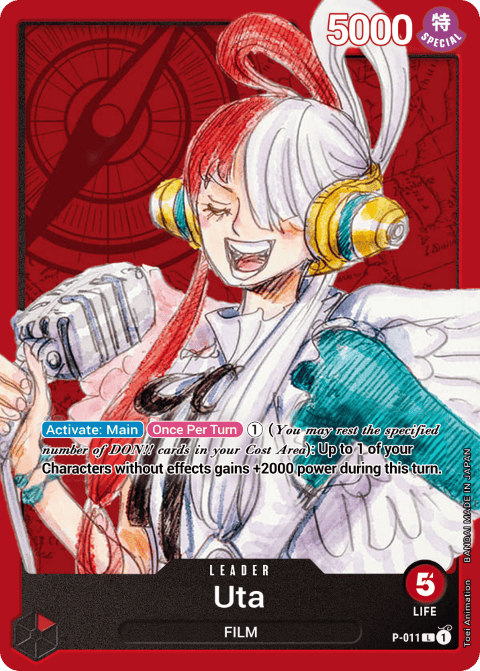 5000
特
SPECIAL
Activate: Main Once Per Turn ① (You may rest the specified
number of DON!! cards in your Cost Area): Up to 1 of your
Characters without effects gains +2000 power during this turn.
LEADER
Uta
FILM
5
LIFE
P-011 L 1
Toei Animation BANDAI MADE IN JAPAN